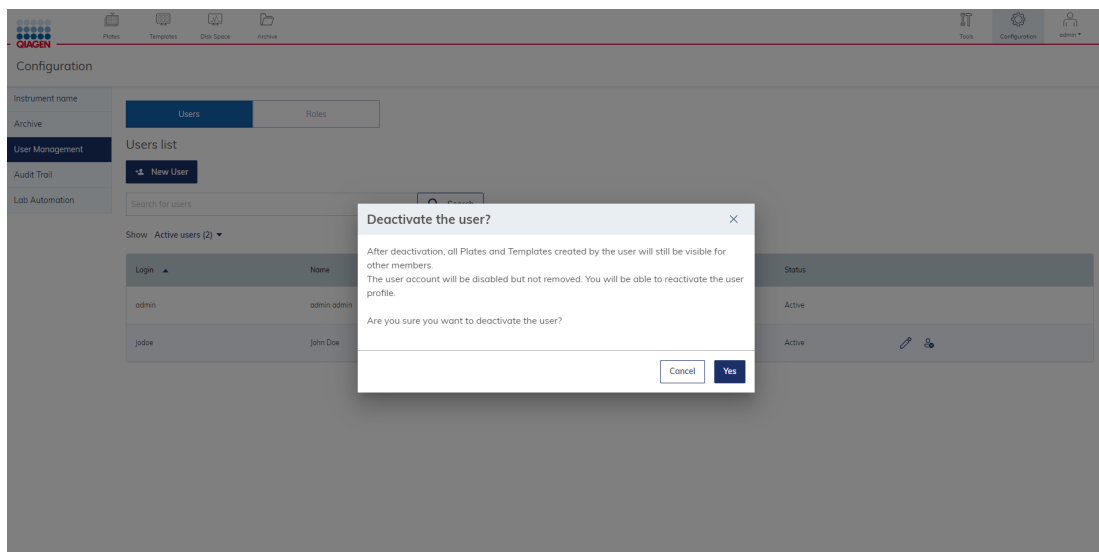 QIAGEN
Plates
Templates
Disk Space
Archive
Tools
Configuration
admin
Configuration
Instrument name
Archive
User Management
Audit Trail
Lab Automation
Users
Roles
Users list
New User
Search for users
Search
Show Active users (2)
Login
Name
Status
admin
admin admin
Active
jodoe
John Doe
Active
Deactivate the user?
After deactivation, all Plates and Templates created by the user will still be visible for
other members.
The user account will be disabled but not removed. You will be able to reactivate the user
profile.
Are you sure you want to deactivate the user?
Cancel
Yes